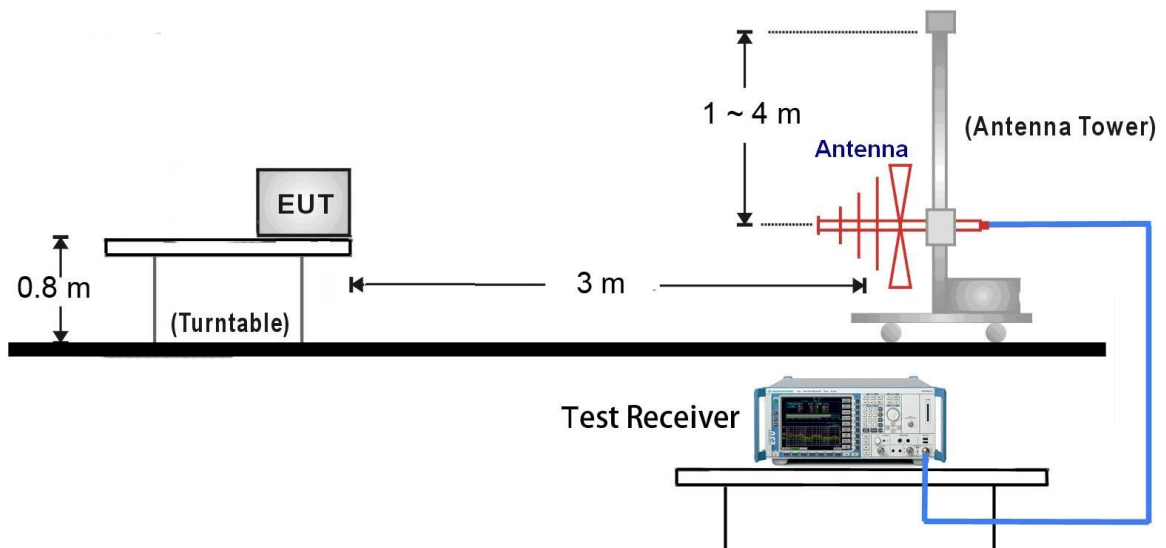 1 ~ 4 m
(Antenna Tower)
Antenna
EUT
0.8 m
3 m
(Turntable)
Test Receiver